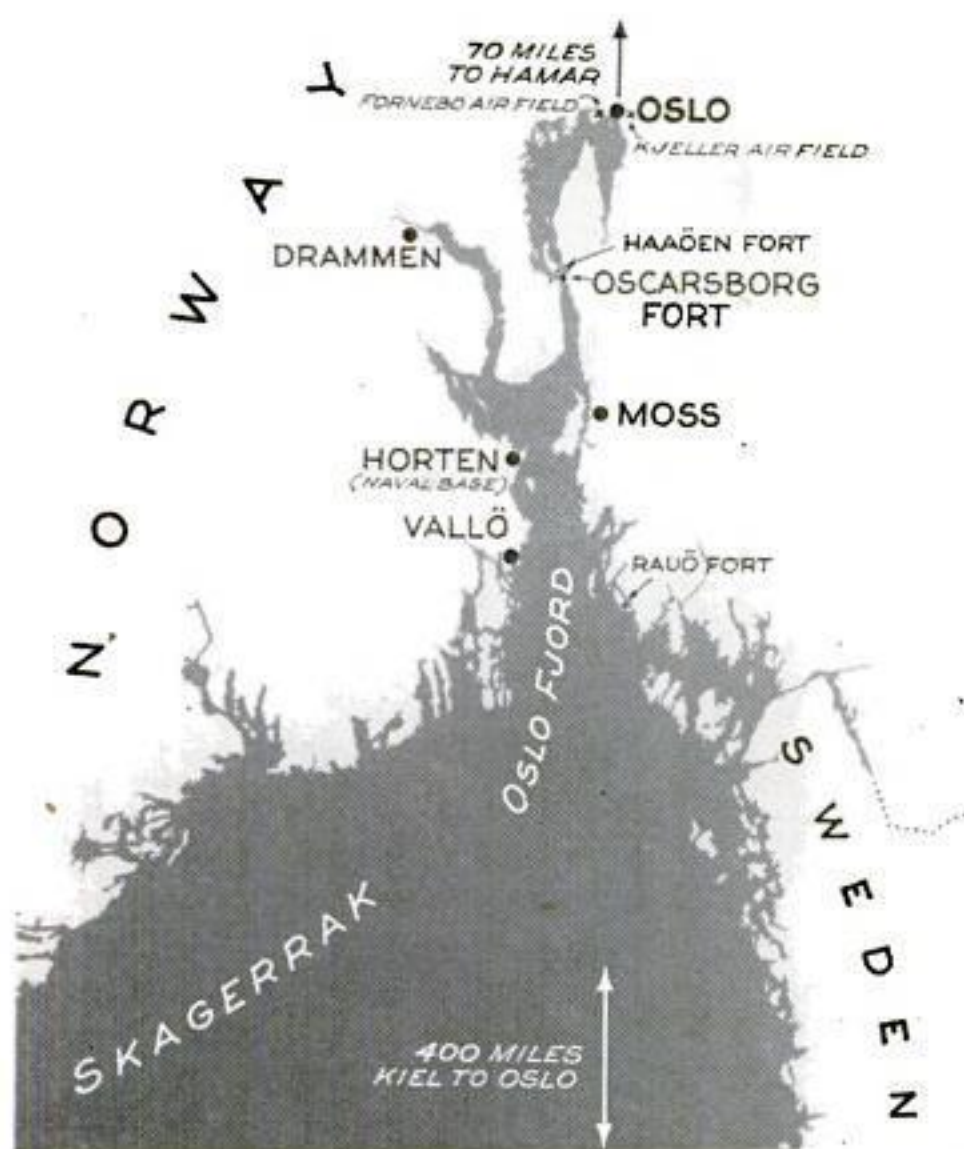 70 MILES
TO HAMAR
FORNEBO AIR FIELD
OSLO
KJELLER AIR FIELD
NORWAY
DRAMMEN
HAAÖEN FORT
OSCARSBORG
FORT
MOSS
HORTEN
(NAVAL BASE)
VALLÖ
RAUÖ FORT
OSLO FJORD
SWEDEN
SKAGERRAK
400 MILES
KIEL TO OSLO